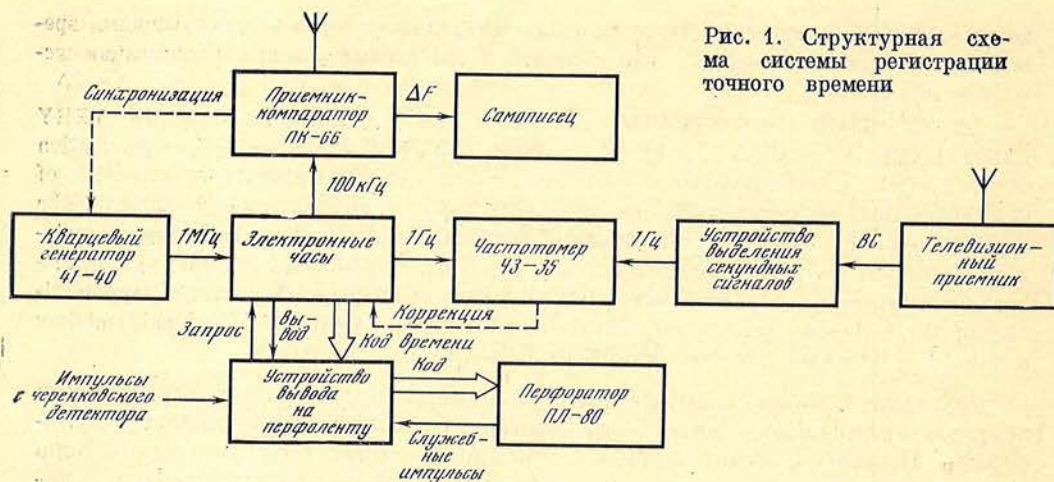 Рис. 1. Структурная схе-
ма системы регистрации
точного времени
Синхронизация
Приемник-
компаратор
ПК-66
ΔF
Самописец
100 кГц
Кварцевый
генератор
Ч1-40
1МГц
Электронные
часы
1Гц
Частотомер
Ч3-35
1Гц
Устройство
выделения
секундных
сигналов
ВС
Телевизион-
ный
приемник
Коррекция
Запрос
Вы-
вод
Код Времени
Код
Импульсы
с черенковского
детектора
Устройство
вывода
на
перфоленту
Перфоратор
ПЛ-80
Служеб-
ные
импульсы